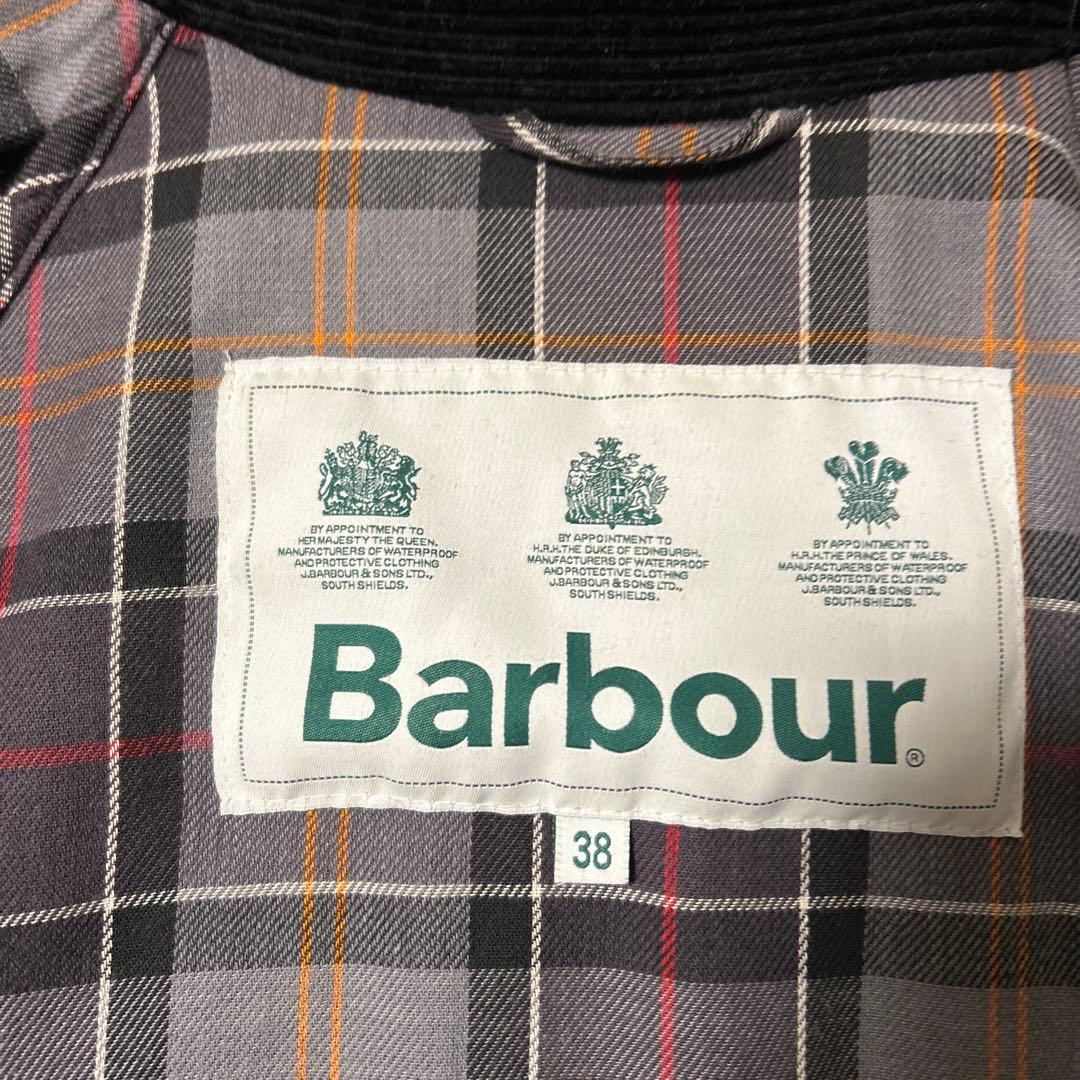 BY APPOINTMENT TO
HER MAJESTY THE QUEEN.
MANUFACTURERS OF WATERPROOF
AND PROTECTIVE CLOTHING
J.BARBOUR & SONS LTD.,
SOUTH SHIELDS.
BY APPOINTMENT TO
H.R.H.THE DUKE OF EDINBURGH.
MANUFACTURERS OF WATERPROOF
AND PROTECTIVE CLOTHING
J.BARBOUR & SONS LTD.,
SOUTH SHIELDS.
BY APPOINTMENT TO
H.R.H.THE PRINCE OF WALES.
MANUFACTURERS OF WATERPROOF
AND PROTECTIVE CLOTHING
J.BARBOUR & SONS LTD.,
SOUTH SHIELDS.
Barbour®
38